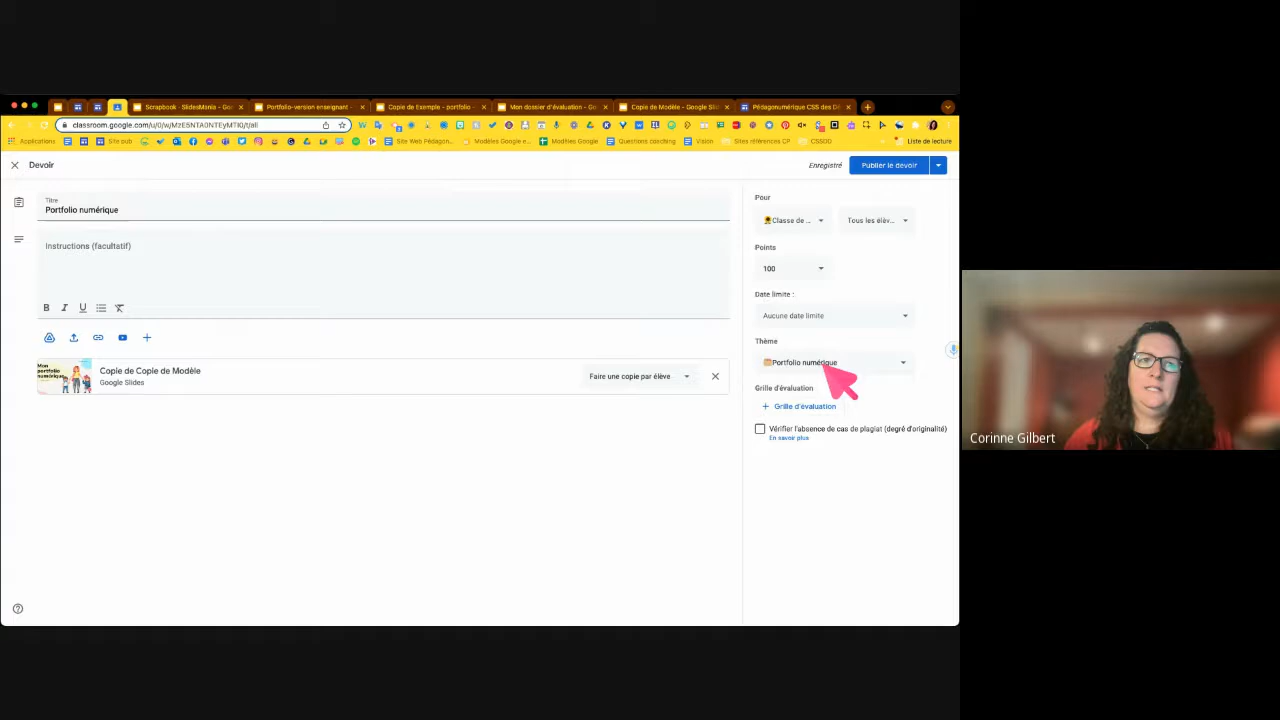 Scrapbook - SlidesMania - Goo
Portfolio-version enseignant -
Copie de Exemple - portfolio -
Mon dossier d'évaluation - Go
Copie de Modèle - Google Slid
Pédagonumérique CSS des Dé
classroom.google.com/u/0/w/MzE5NTA0NTEyMTI0/t/all
Applications
Site pub
Site Web Pédagon
Modèles Google e
Modèles Google
Questions coaching
Vision
Sites références CP
CSSDD
Liste de lecture
Devoir
Enregistré
Publier le devoir
Titre
Portfolio numérique
Instructions (facultatif)
B I U
Mon portfolio numérique
Copie de Copie de Modèle
Google Slides
Faire une copie par élève
Pour
Classe de ...
Tous les élèv...
Points
100
Date limite :
Aucune date limite
Thème
Portfolio numérique
Grille d'évaluation
+ Grille d'évaluation
Vérifier l'absence de cas de plagiat (degré d'originalité)
En savoir plus
Corinne Gilbert